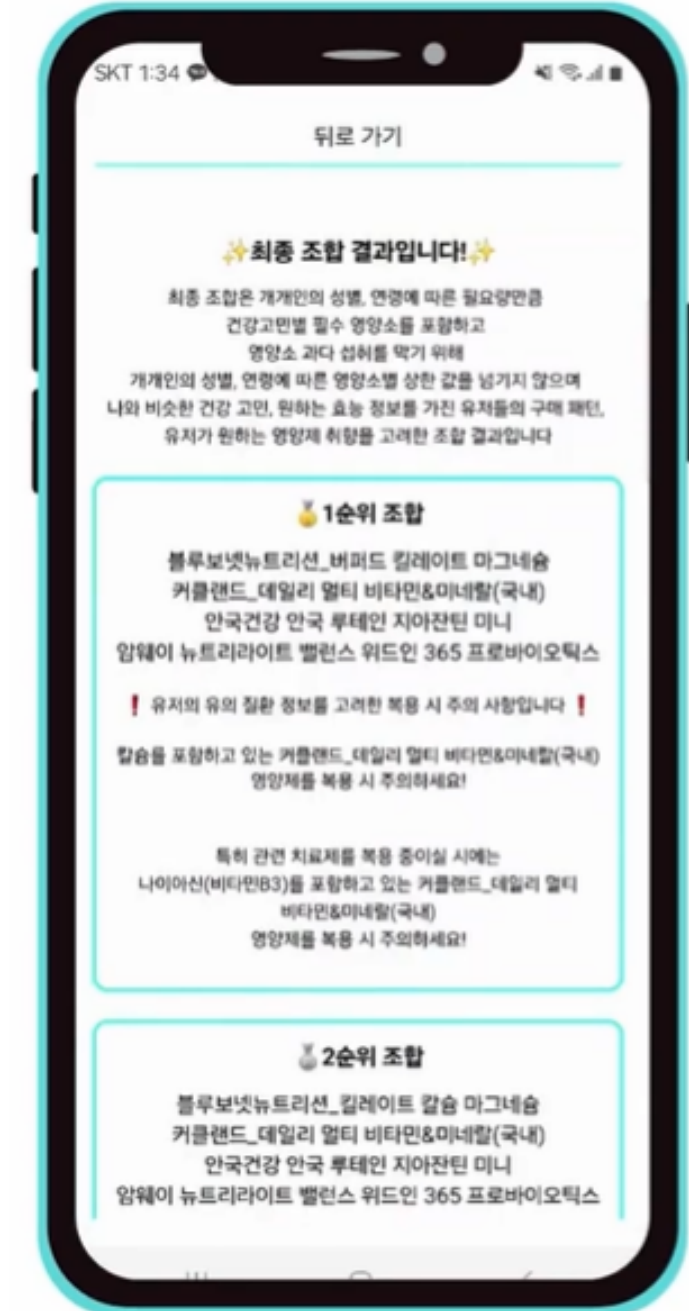 SKT 1:34
뒤로 가기
✨최종 조합 결과입니다!✨
최종 조합은 개개인의 성별, 연령에 따른 필요량만큼
건강고민별 필수 영양소를 포함하고
영양소 과다 섭취를 막기 위해
개개인의 성별, 연령에 따른 영양소별 상한 값을 넘기지 않으며
나와 비슷한 건강 고민, 원하는 효능 정보를 가진 유저들의 구매 패턴,
유저가 원하는 영양제 취향을 고려한 조합 결과입니다
🥇1순위 조합
블루보넷뉴트리션_버퍼드 킬레이트 마그네슘
커클랜드_데일리 멀티 비타민&미네랄(국내)
안국건강 안국 루테인 지아잔틴 미니
암웨이 뉴트리라이트 밸런스 위드인 365 프로바이오틱스
❗ 유저의 유의 질환 정보를 고려한 복용 시 주의 사항입니다 ❗
칼슘를 포함하고 있는 커클랜드_데일리 멀티 비타민&미네랄(국내)
영양제를 복용 시 주의하세요!
특히 관련 치료제를 복용 중이실 시에는
나이아신(비타민B3)를 포함하고 있는 커클랜드_데일리 멀티
비타민&미네랄(국내)
영양제를 복용 시 주의하세요!
🥈2순위 조합
블루보넷뉴트리션_킬레이트 칼슘 마그네슘
커클랜드_데일리 멀티 비타민&미네랄(국내)
안국건강 안국 루테인 지아잔틴 미니
암웨이 뉴트리라이트 밸런스 위드인 365 프로바이오틱스